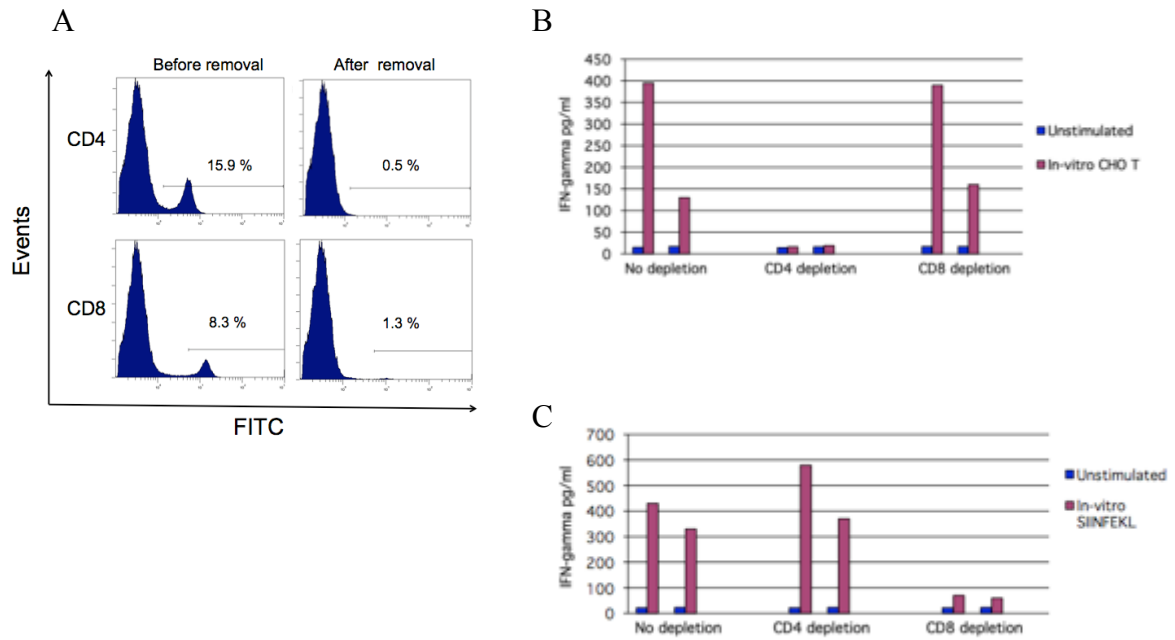 A
Before removal
After removal
CD4
15.9 %
0.5 %
CD8
8.3 %
1.3 %
Events
FITC
B
450
400
350
300
250
200
150
100
50
0
IFN-gamma pg/ml
No depletion
CD4 depletion
CD8 depletion
Unstimulated
In-vitro CHO T
C
700
600
500
400
300
200
100
0
IFN-gamma pg/ml
No depletion
CD4 depletion
CD8 depletion
Unstimulated
In-vitro
SIINFEKL